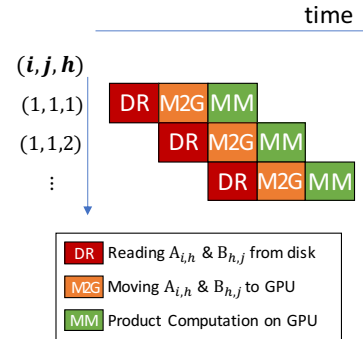 time
(i, j, h)
(1,1,1) DR M2G MM
(1,1,2) DR M2G MM
⋮ DR M2G MM
DR Reading A_{i,h} & B_{h,j} from disk
M2G Moving A_{i,h} & B_{h,j} to GPU
MM Product Computation on GPU